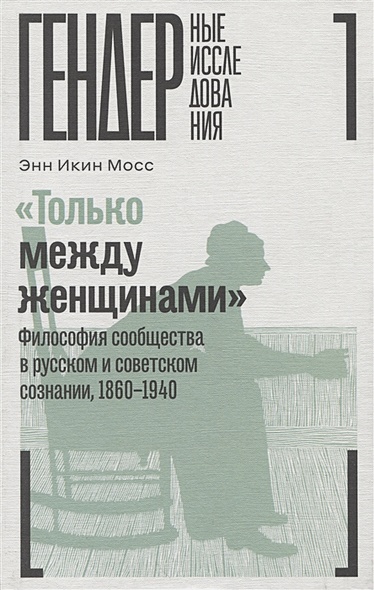 ГЕНДЕР
НЫЕ
ИССЛЕ
ДОВА
НИЯ
Энн Икин Мосс
«Только
между
женщинами»
Философия сообщества
в русском и советском
сознании, 1860–1940